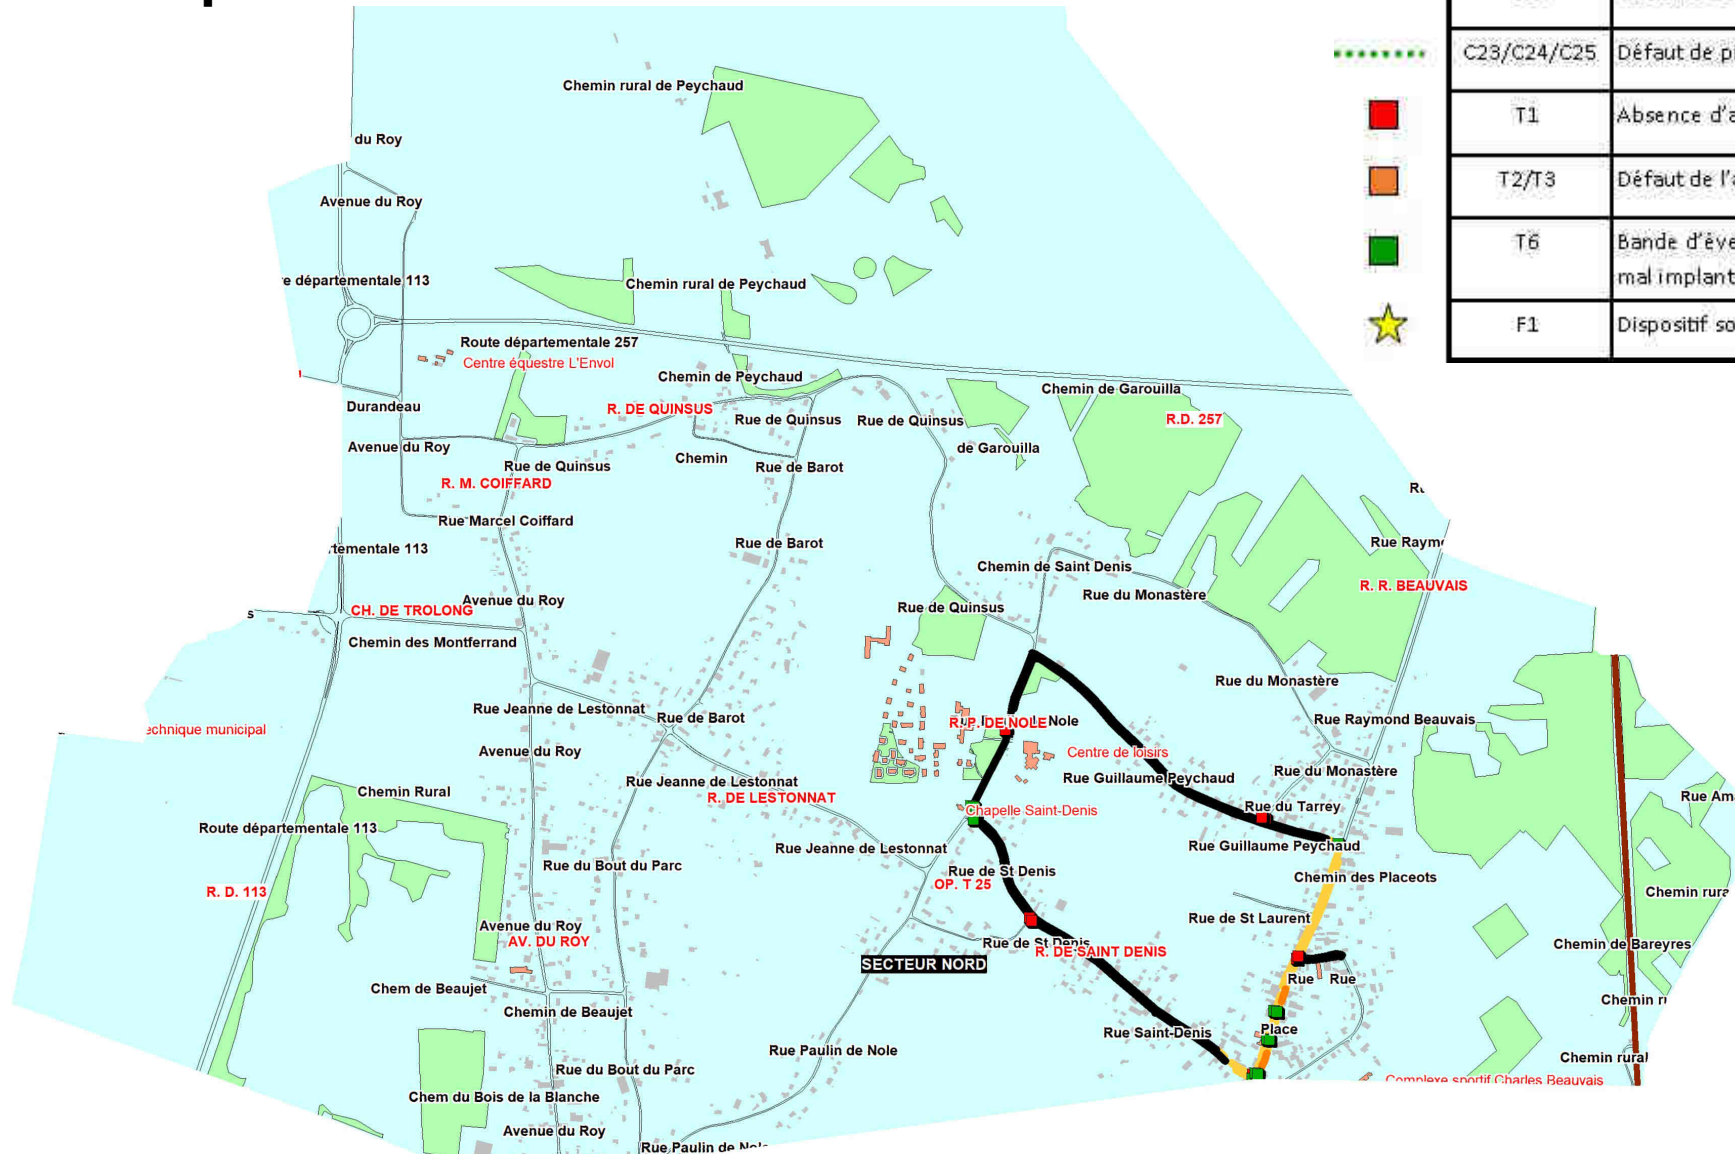 C23/C24/C25
Défaut de p
T1
Absence d'a
T2/T3
Défaut de l'a
T6
Bande d'éve
mal implant
F1
Dispositif so
Chemin rural de Peychaud
du Roy
Avenue du Roy
e départementale 113
Chemin rural de Peychaud
Route départementale 257
Centre équestre L'Envol
Chemin de Peychaud
Chemin de Garouilla
Durandeau
R. DE QUINSUS
Rue de Quinsus
Rue de Quinsus
R.D. 257
Avenue du Roy
de Garouilla
Chemin
Rue de Quinsus
Rue de Barot
R. M. COIFFARD
Rue Marcel Coiffard
Rue de Barot
Rue Raym
rtementale 113
Chemin de Saint Denis
R. R. BEAUVAIS
Rue du Monastère
Avenue du Roy
Rue de Quinsus
CH. DE TROLONG
s
Chemin des Montferrand
Rue du Monastère
Rue Jeanne de Lestonnat
Rue de Barot
R. P. DE NOLE
Nole
Rue Raymond Beauvais
echnique municipal
Avenue du Roy
Centre de loisirs
Rue du Monastère
Rue Jeanne de Lestonnat
Rue Guillaume Peychaud
Chemin Rural
R. DE LESTONNAT
Rue Am
Rue du Tarrey
Chapelle Saint-Denis
Route départementale 113
Rue Jeanne de Lestonnat
Rue Guillaume Peychaud
Rue du Bout du Parc
Rue de St Denis
Chemin des Placeots
OP. T 25
R. D. 113
Chemin rura
Rue de St Laurent
Avenue du Roy
AV. DU ROY
Rue de St Denis
R. DE SAINT DENIS
Chemin de Bareyres
SECTEUR NORD
Rue
Rue
Chem de Beaujet
Chemin ru
Chemin de Beaujet
Place
Rue Saint-Denis
Rue Paulin de Nole
Chemin rural
Rue du Bout du Parc
Complexe sportif Charles Beauvais
Chem du Bois de la Blanche
Avenue du Roy
Rue Paulin de Nole